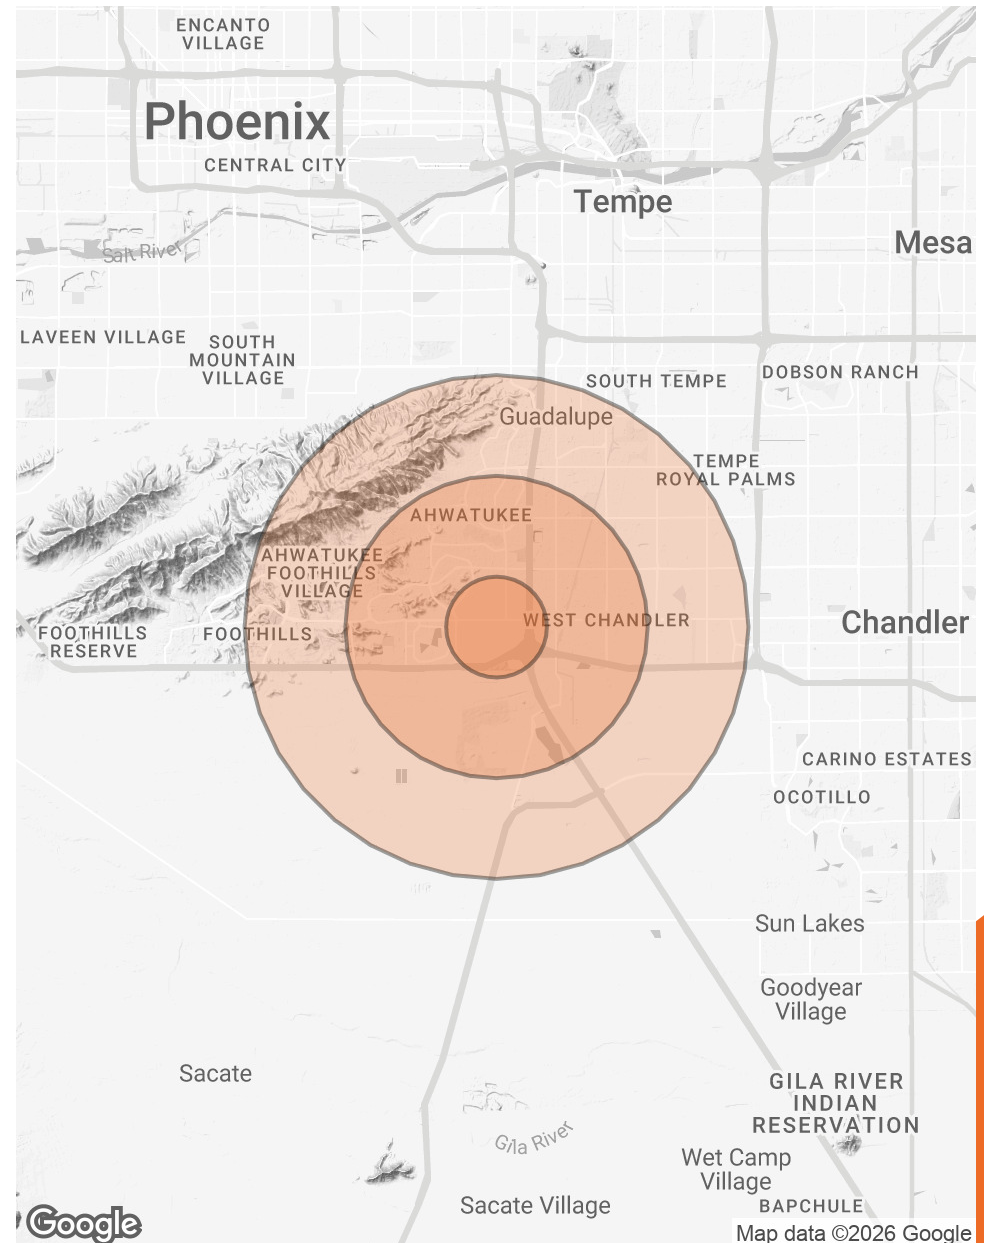 ENCANTO
VILLAGE
Phoenix
CENTRAL CITY
Tempe
Mesa
Salt River
LAVEEN VILLAGE
SOUTH
MOUNTAIN
VILLAGE
SOUTH TEMPE
DOBSON RANCH
Guadalupe
TEMPE
ROYAL PALMS
AHWATUKEE
AHWATUKEE
FOOTHILLS
VILLAGE
WEST CHANDLER
Chandler
FOOTHILLS
RESERVE
FOOTHILLS
CARINO ESTATES
OCOTILLO
Sun Lakes
Goodyear
Village
Sacate
GILA RIVER
INDIAN
RESERVATION
Gila River
Wet Camp
Village
Sacate Village
BAPCHULE
Google
Map data ©2026 Google